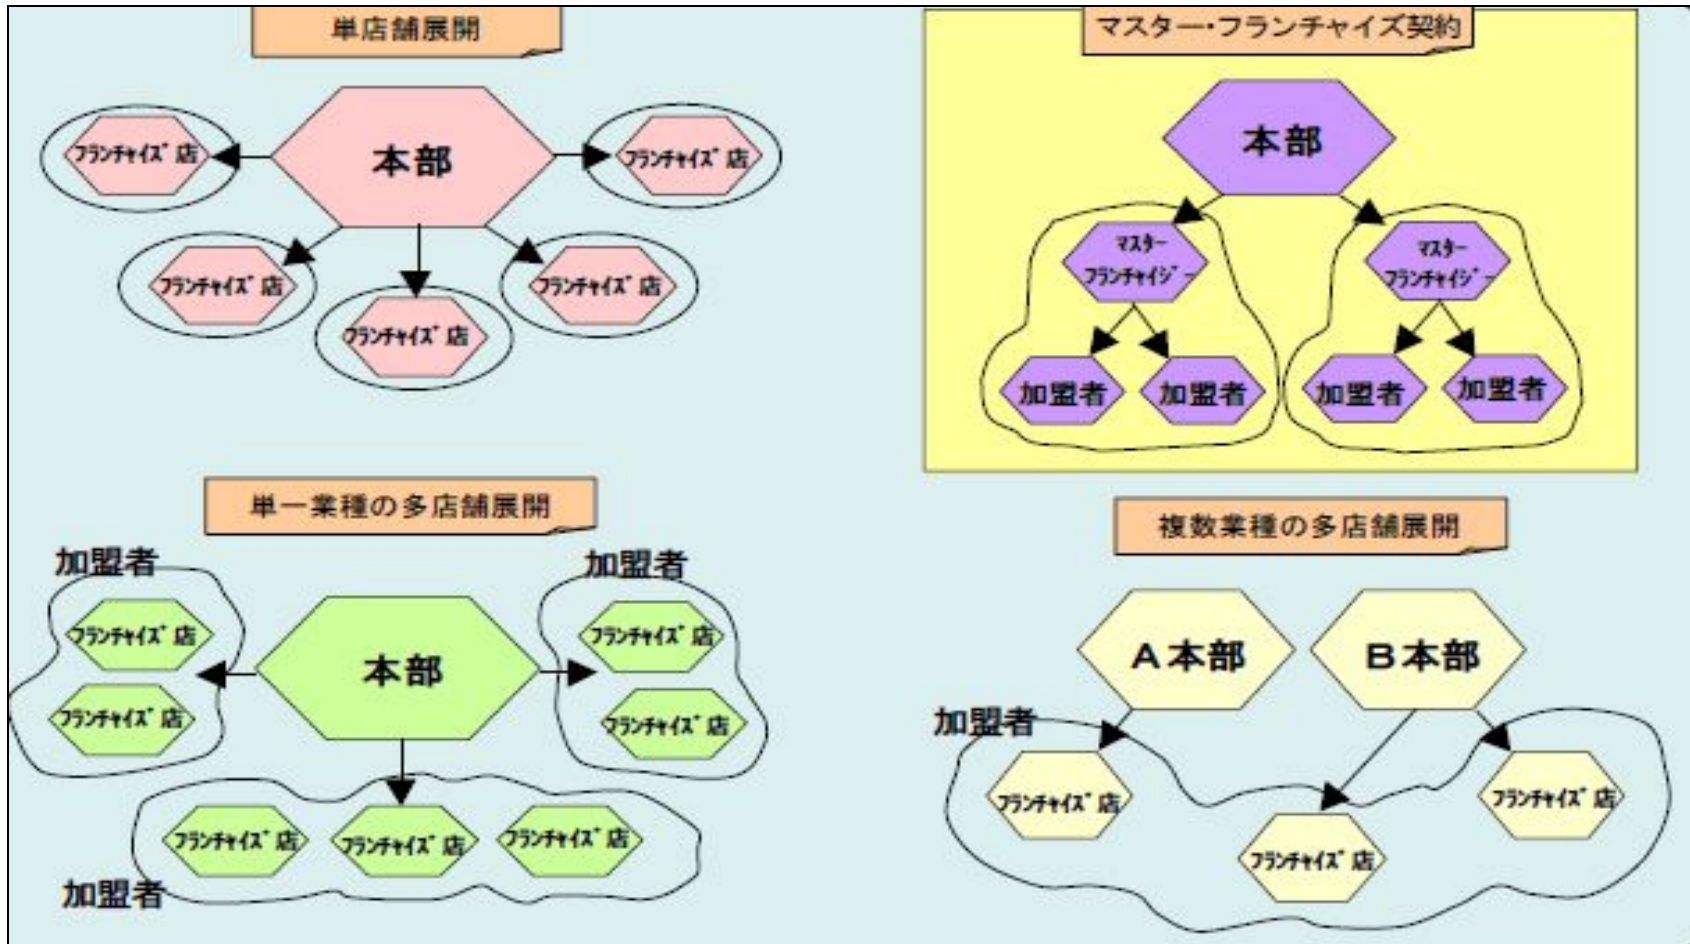 単店舗展開
本部
ﾌﾗﾝﾁｬｲｽﾞ店
ﾌﾗﾝﾁｬｲｽﾞ店
ﾌﾗﾝﾁｬｲｽﾞ店
ﾌﾗﾝﾁｬｲｽﾞ店
ﾌﾗﾝﾁｬｲｽﾞ店
マスター・フランチャイズ契約
本部
ﾏｽﾀｰ
ﾌﾗﾝﾁｬｲｼﾞｰ
ﾏｽﾀｰ
ﾌﾗﾝﾁｬｲｼﾞｰ
加盟者
加盟者
加盟者
加盟者
単一業種の多店舗展開
加盟者
加盟者
ﾌﾗﾝﾁｬｲｽﾞ店
ﾌﾗﾝﾁｬｲｽﾞ店
本部
ﾌﾗﾝﾁｬｲｽﾞ店
ﾌﾗﾝﾁｬｲｽﾞ店
ﾌﾗﾝﾁｬｲｽﾞ店
ﾌﾗﾝﾁｬｲｽﾞ店
ﾌﾗﾝﾁｬｲｽﾞ店
加盟者
複数業種の多店舗展開
Ａ本部
Ｂ本部
加盟者
ﾌﾗﾝﾁｬｲｽﾞ店
ﾌﾗﾝﾁｬｲｽﾞ店
ﾌﾗﾝﾁｬｲｽﾞ店